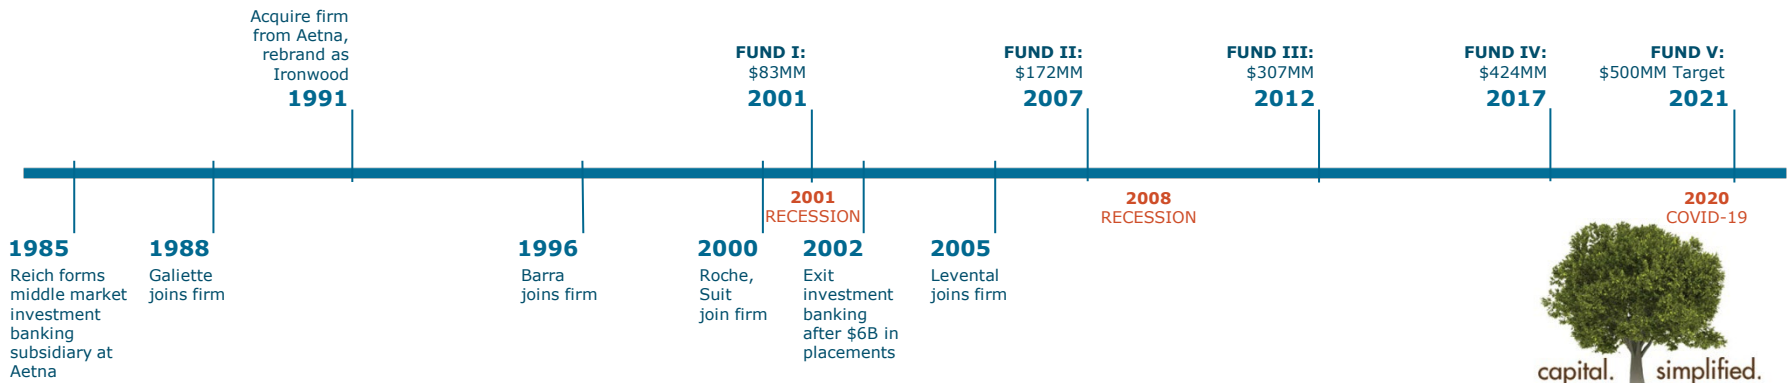 Acquire firm
from Aetna,
rebrand as
Ironwood
1991
FUND I:
$83MM
2001
FUND II:
$172MM
2007
FUND III:
$307MM
2012
FUND IV:
$424MM
2017
FUND V:
$500MM Target
2021
2001
RECESSION
2008
RECESSION
2020
COVID-19
1985
Reich forms
middle market
investment
banking
subsidiary at
Aetna
1988
Galiette
joins firm
1996
Barra
joins firm
2000
Roche,
Suit
join firm
2002
Exit
investment
banking
after $6B in
placements
2005
Levental
joins firm
capital. simplified.